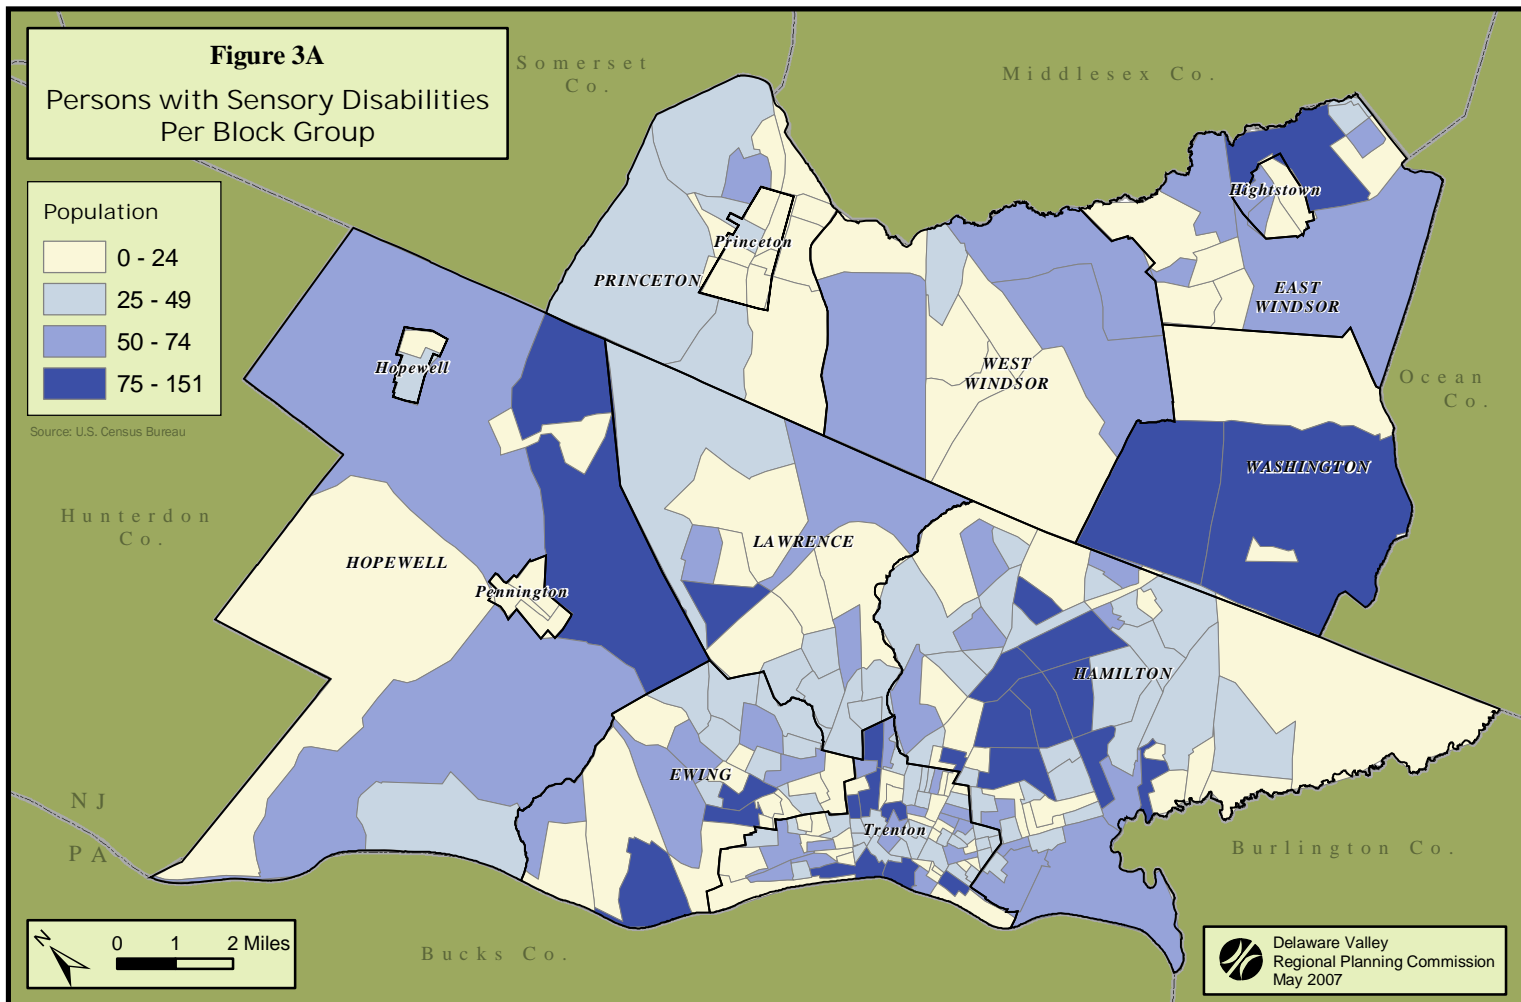 Figure 3A
Persons with Sensory Disabilities
Per Block Group
Population
0 - 24
25 - 49
50 - 74
75 - 151
Source: U.S. Census Bureau
Somerset
Co.
Middlesex Co.
Hightstown
Princeton
PRINCETON
EAST
WINDSOR
Hopewell
WEST
WINDSOR
Ocean
Co.
WASHINGTON
Hunterdon
Co.
LAWRENCE
HOPEWELL
Pennington
HAMILTON
EWING
NJ
PA
Trenton
Burlington Co.
Bucks Co.
N
0 1 2 Miles
Delaware Valley
Regional Planning Commission
May 2007